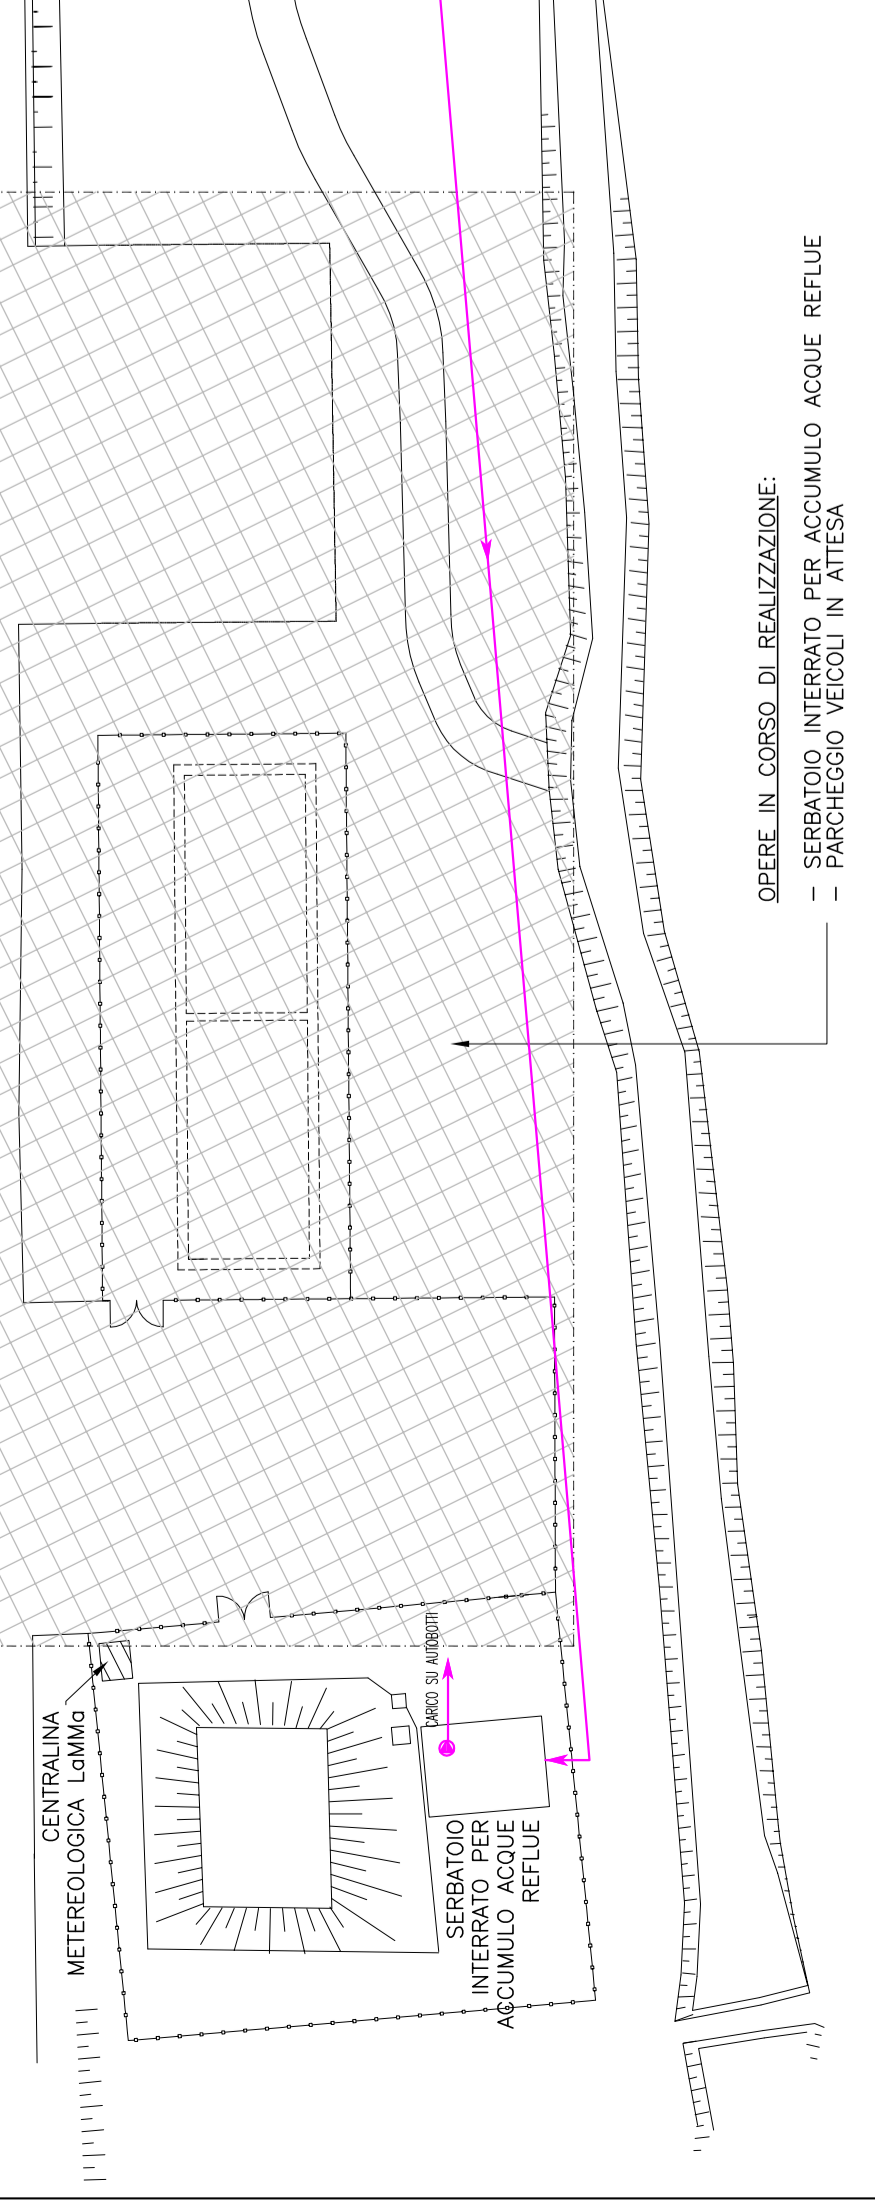 OPERE IN CORSO DI REALIZZAZIONE:
– SERBATOIO INTERRATO PER ACCUMULO ACQUE REFLUE
– PARCHEGGIO VEICOLI IN ATTESA
CENTRALINA
METEREOLOGICA LaMMa
CARICO SU AUTOBOTTI
SERBATOIO
INTERRATO PER
ACCUMULO ACQUE
REFLUE